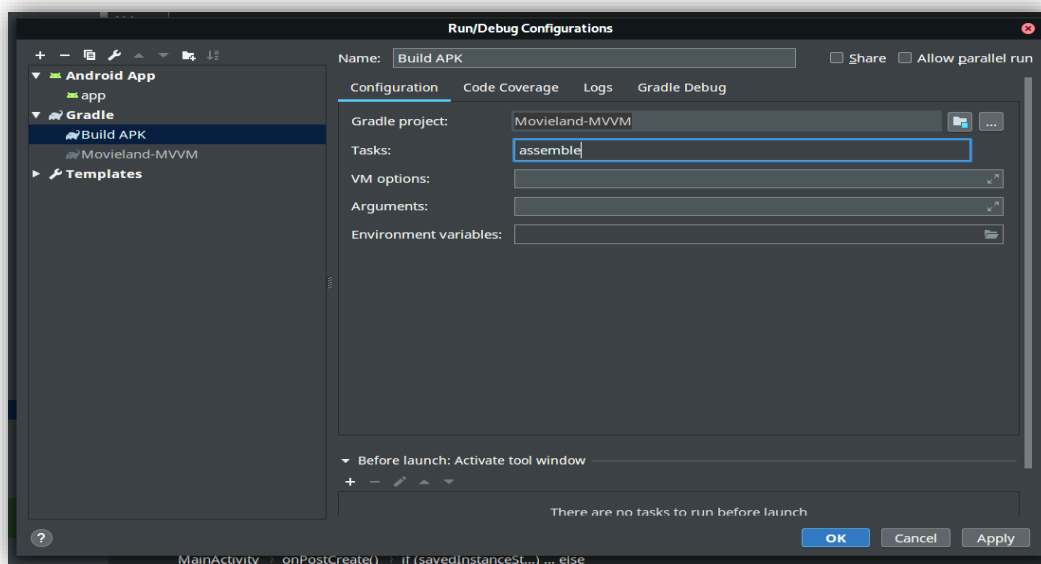 Run/Debug Configurations
Name: Build APK Share Allow parallel run
Android App
app
Gradle
Build APK
Movieland-MVVM
Templates
Configuration Code Coverage Logs Gradle Debug
Gradle project: Movieland-MVVM ...
Tasks: assemble
VM options:
Arguments:
Environment variables:
Before launch: Activate tool window
There are no tasks to run before launch
? OK Cancel Apply
MainActivity › onPostCreate() › if (savedInstanceSt...) ... else